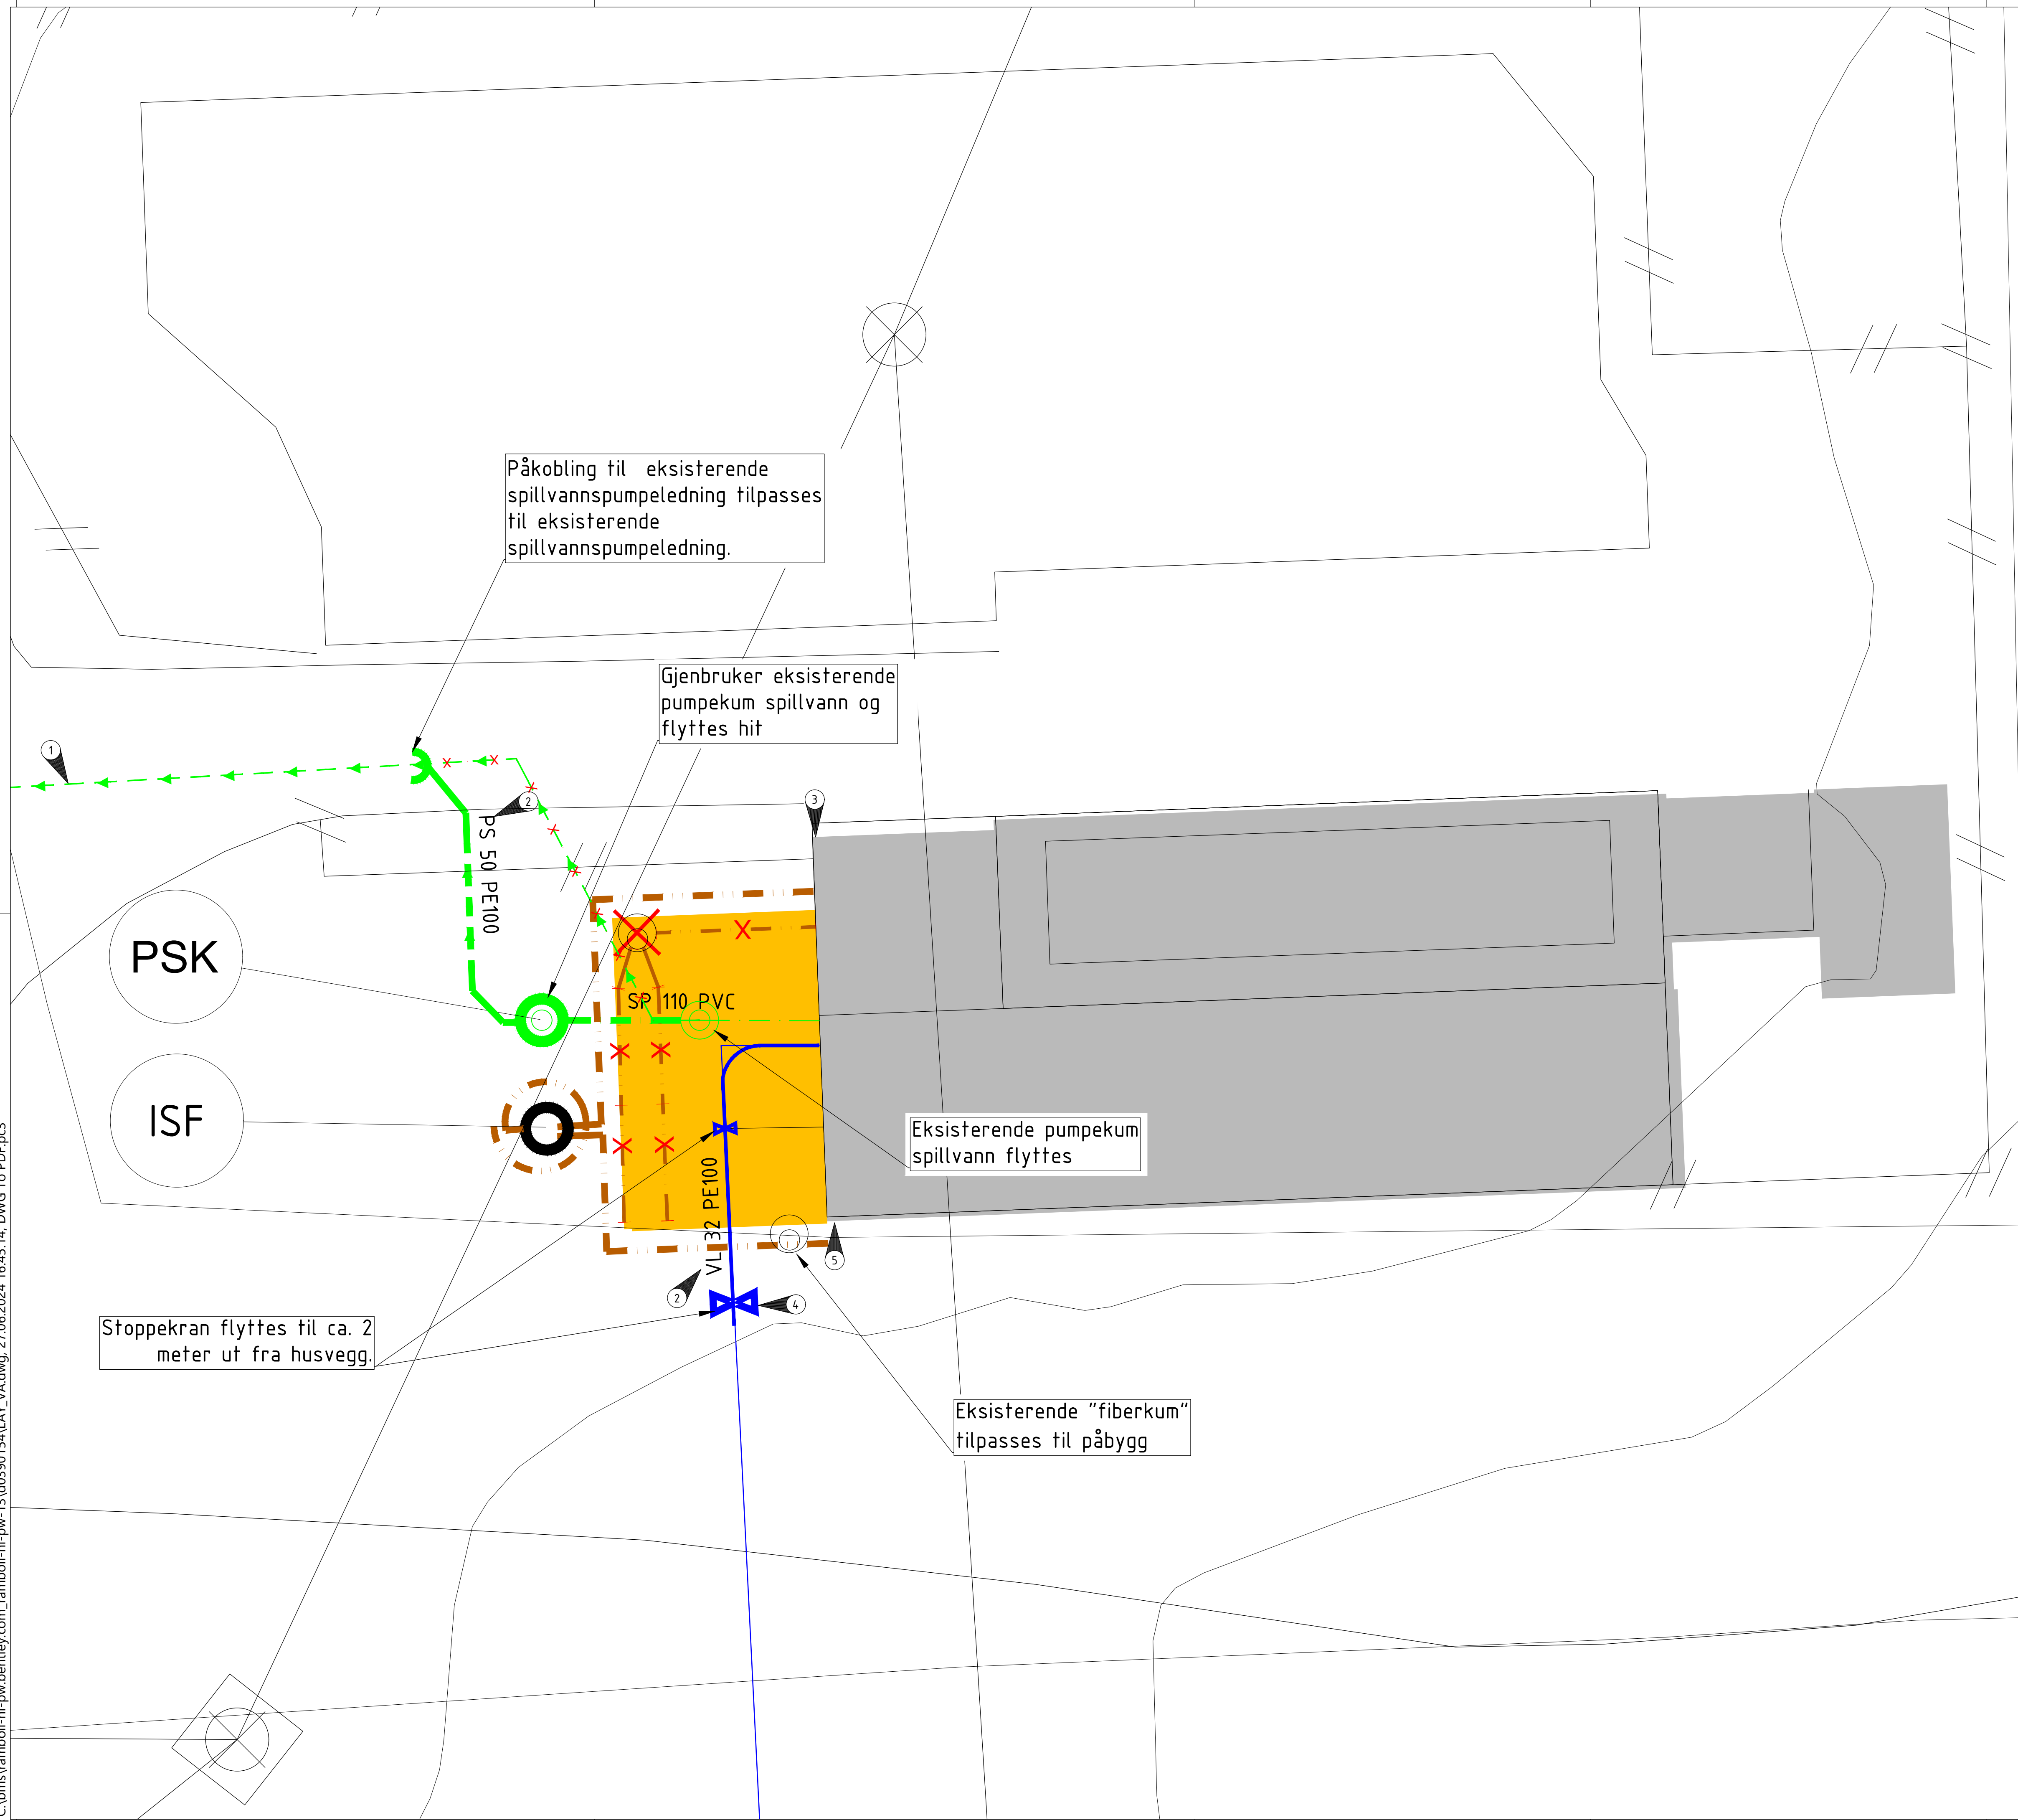 Påkobling til eksisterende
spillvannspumpeledning tilpasses
til eksisterende
spillvannspumpeledning.
Gjenbruker eksisterende
pumpekum spillvann og
flyttes hit
1
2
PS 50 PE100
3
PSK
SP 110 PVC
ISF
Eksisterende pumpekum
spillvann flyttes
VL 32 PE100
5
2
4
Stoppekran flyttes til ca. 2
meter ut fra husvegg.
Eksisterende "fiberkum"
tilpasses til påbygg